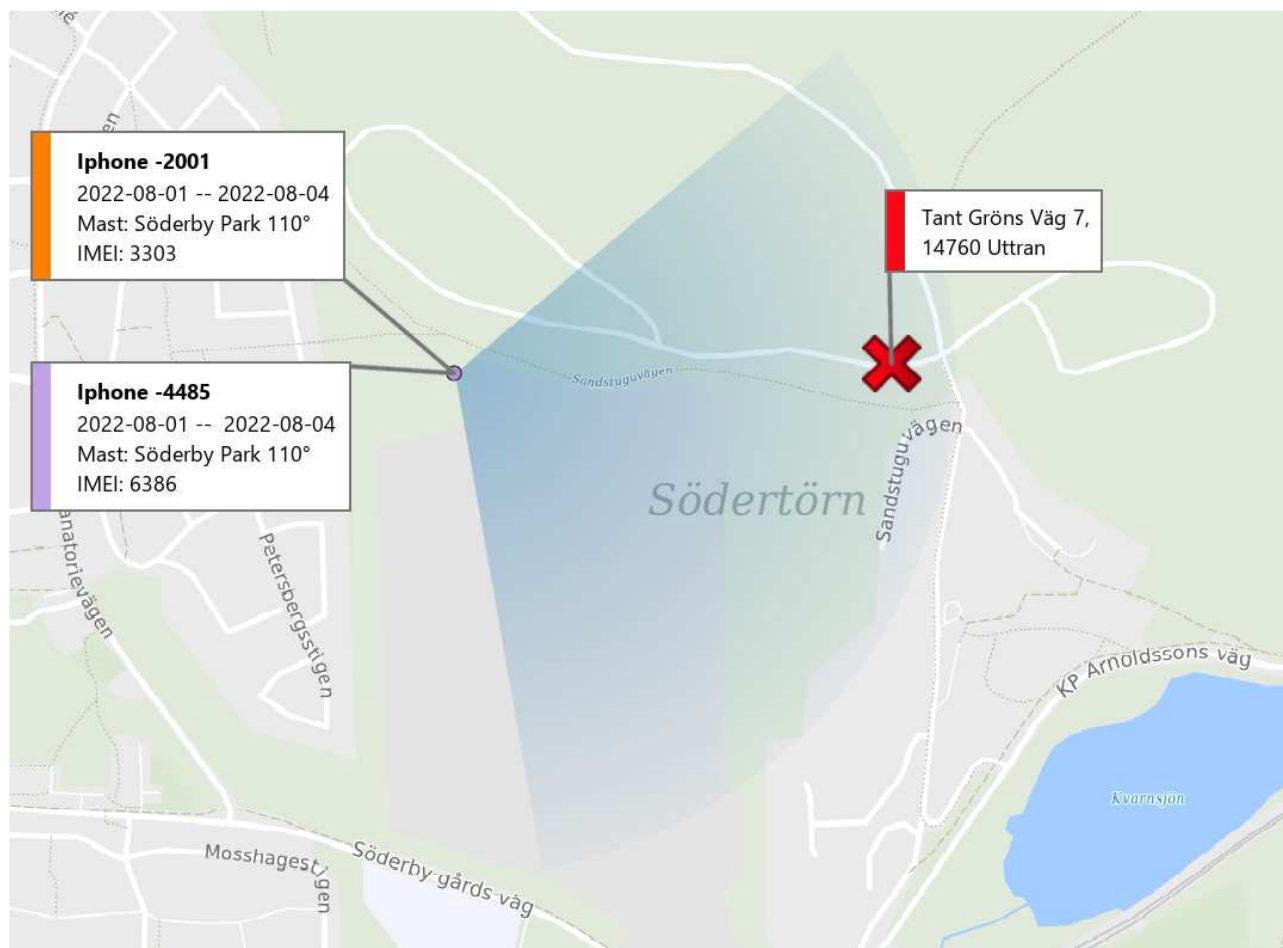 Iphone -2001
2022-08-01 -- 2022-08-04
Mast: Söderby Park 110°
IMEI: 3303
Tant Gröns Väg 7,
14760 Uttran
Iphone -4485
2022-08-01 -- 2022-08-04
Mast: Söderby Park 110°
IMEI: 6386
Sandstuguvägen
Södertörn
Sandstuguvägen
Petersbergsstigen
KP Arnoldssons väg
Kvarnsjön
Mosshagestigen
Söderby gårds väg